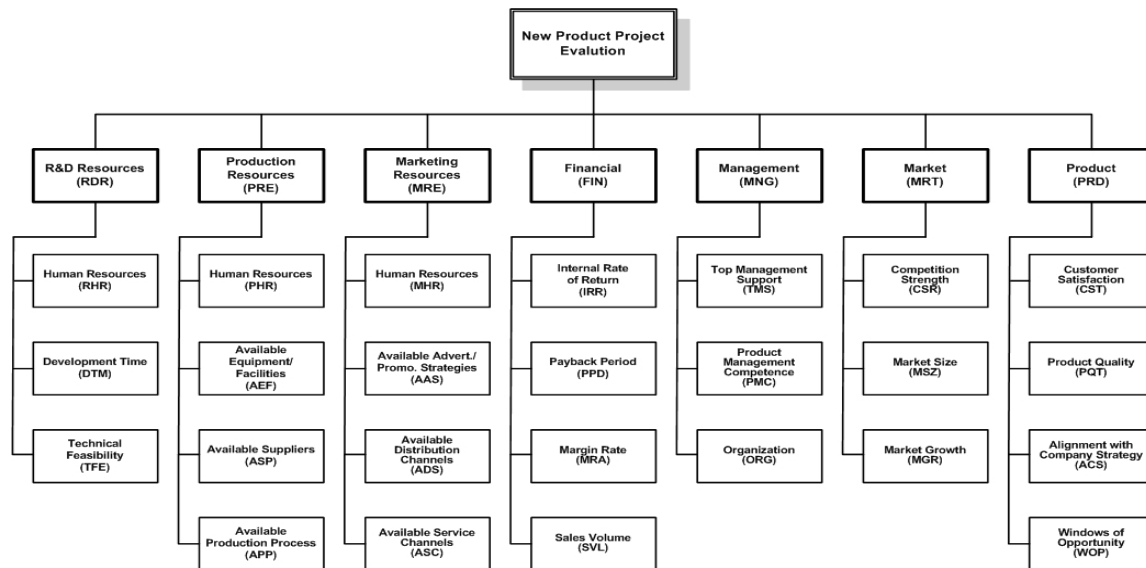 New Product Project
Evalution
R&D Resources
(RDR)
Production
Resources
(PRE)
Marketing
Resources
(MRE)
Financial
(FIN)
Management
(MNG)
Market
(MRT)
Product
(PRD)
Human Resources
(RHR)
Development Time
(DTM)
Technical
Feasibility
(TFE)
Human Resources
(PHR)
Available
Equipment/
Facilities
(AEF)
Available Suppliers
(ASP)
Available
Production Process
(APP)
Human Resources
(MHR)
Available Advert./
Promo. Strategies
(AAS)
Available
Distribution
Channels
(ADS)
Available Service
Channels
(ASC)
Internal Rate
of Return
(IRR)
Payback Period
(PPD)
Margin Rate
(MRA)
Sales Volume
(SVL)
Top Management
Support
(TMS)
Product
Management
Competence
(PMC)
Organization
(ORG)
Competition
Strength
(CSR)
Market Size
(MSZ)
Market Growth
(MGR)
Customer
Satisfaction
(CST)
Product Quality
(PQT)
Alignment with
Company Strategy
(ACS)
Windows of
Opportunity
(WOP)